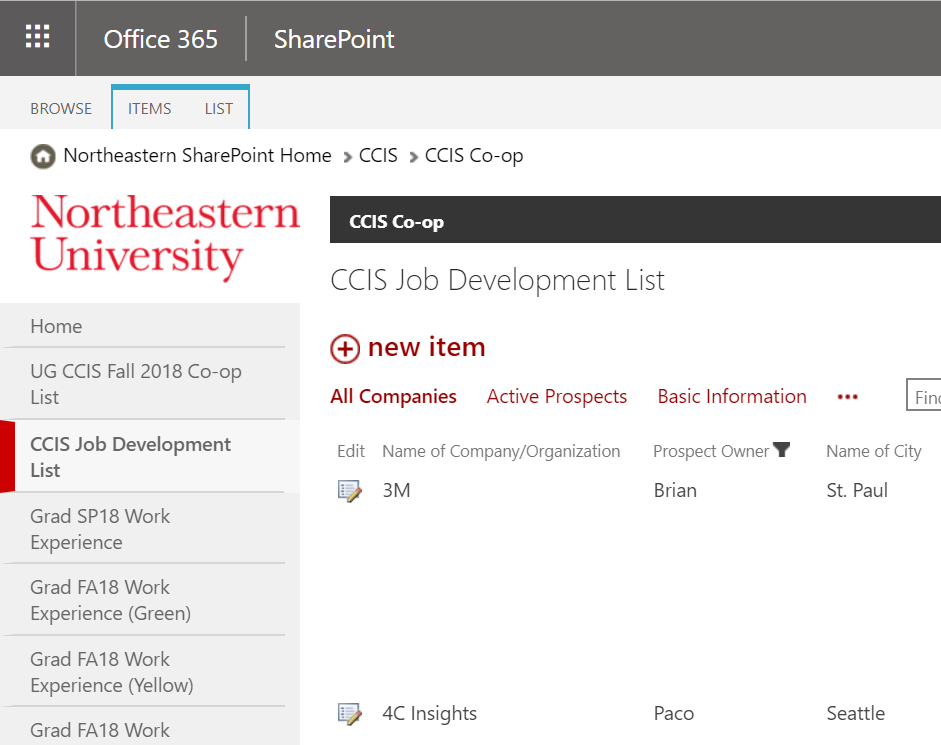 Office 365 SharePoint
BROWSE ITEMS LIST
Northeastern SharePoint Home > CCIS > CCIS Co-op
Northeastern
University
CCIS Co-op
CCIS Job Development List
new item
All Companies Active Prospects Basic Information •••
Edit Name of Company/Organization Prospect Owner Name of City
3M Brian St. Paul
4C Insights Paco Seattle
Home
UG CCIS Fall 2018 Co-op
List
CCIS Job Development
List
Grad SP18 Work
Experience
Grad FA18 Work
Experience (Green)
Grad FA18 Work
Experience (Yellow)
Grad FA18 Work